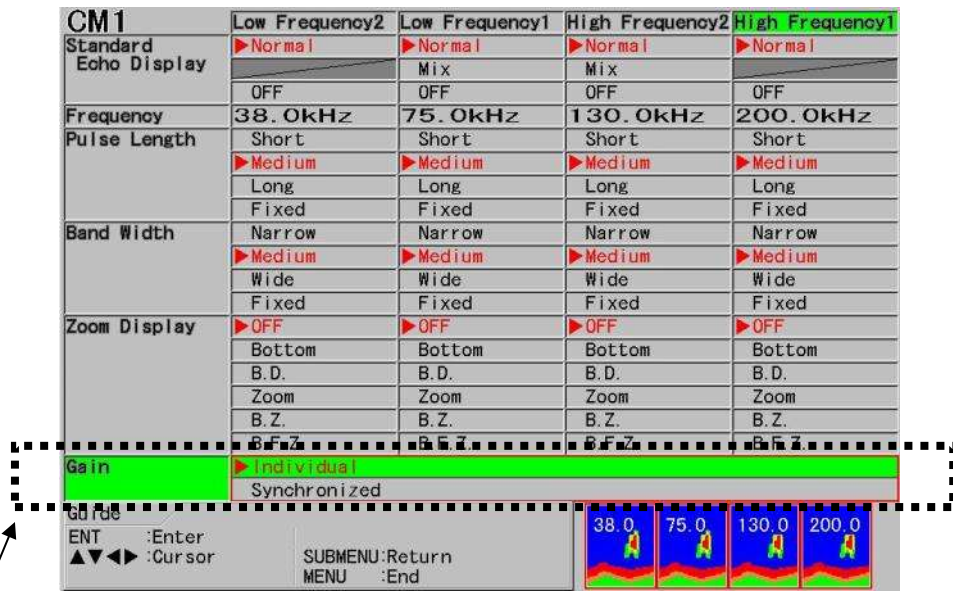 CM1 Low Frequency2 Low Frequency1 High Frequency2 High Frequency1
Standard ▶Normal ▶Normal ▶Normal ▶Normal
Echo Display Mix Mix
OFF OFF OFF OFF
Frequency 38.0kHz 75.0kHz 130.0kHz 200.0kHz
Pulse Length Short Short Short Short
▶Medium ▶Medium ▶Medium ▶Medium
Long Long Long Long
Fixed Fixed Fixed Fixed
Band Width Narrow Narrow Narrow Narrow
▶Medium ▶Medium ▶Medium ▶Medium
Wide Wide Wide Wide
Fixed Fixed Fixed Fixed
Zoom Display ▶OFF ▶OFF ▶OFF ▶OFF
Bottom Bottom Bottom Bottom
B.D. B.D. B.D. B.D.
Zoom Zoom Zoom Zoom
B.Z. B.Z. B.Z. B.Z.
B.F.Z. B.F.Z. B.F.Z. B.F.Z.
Gain ▶Individual
Synchronized
Guide
ENT :Enter
▲▼◀▶ :Cursor SUBMENU:Return
MENU :End
38.0 75.0 130.0 200.0